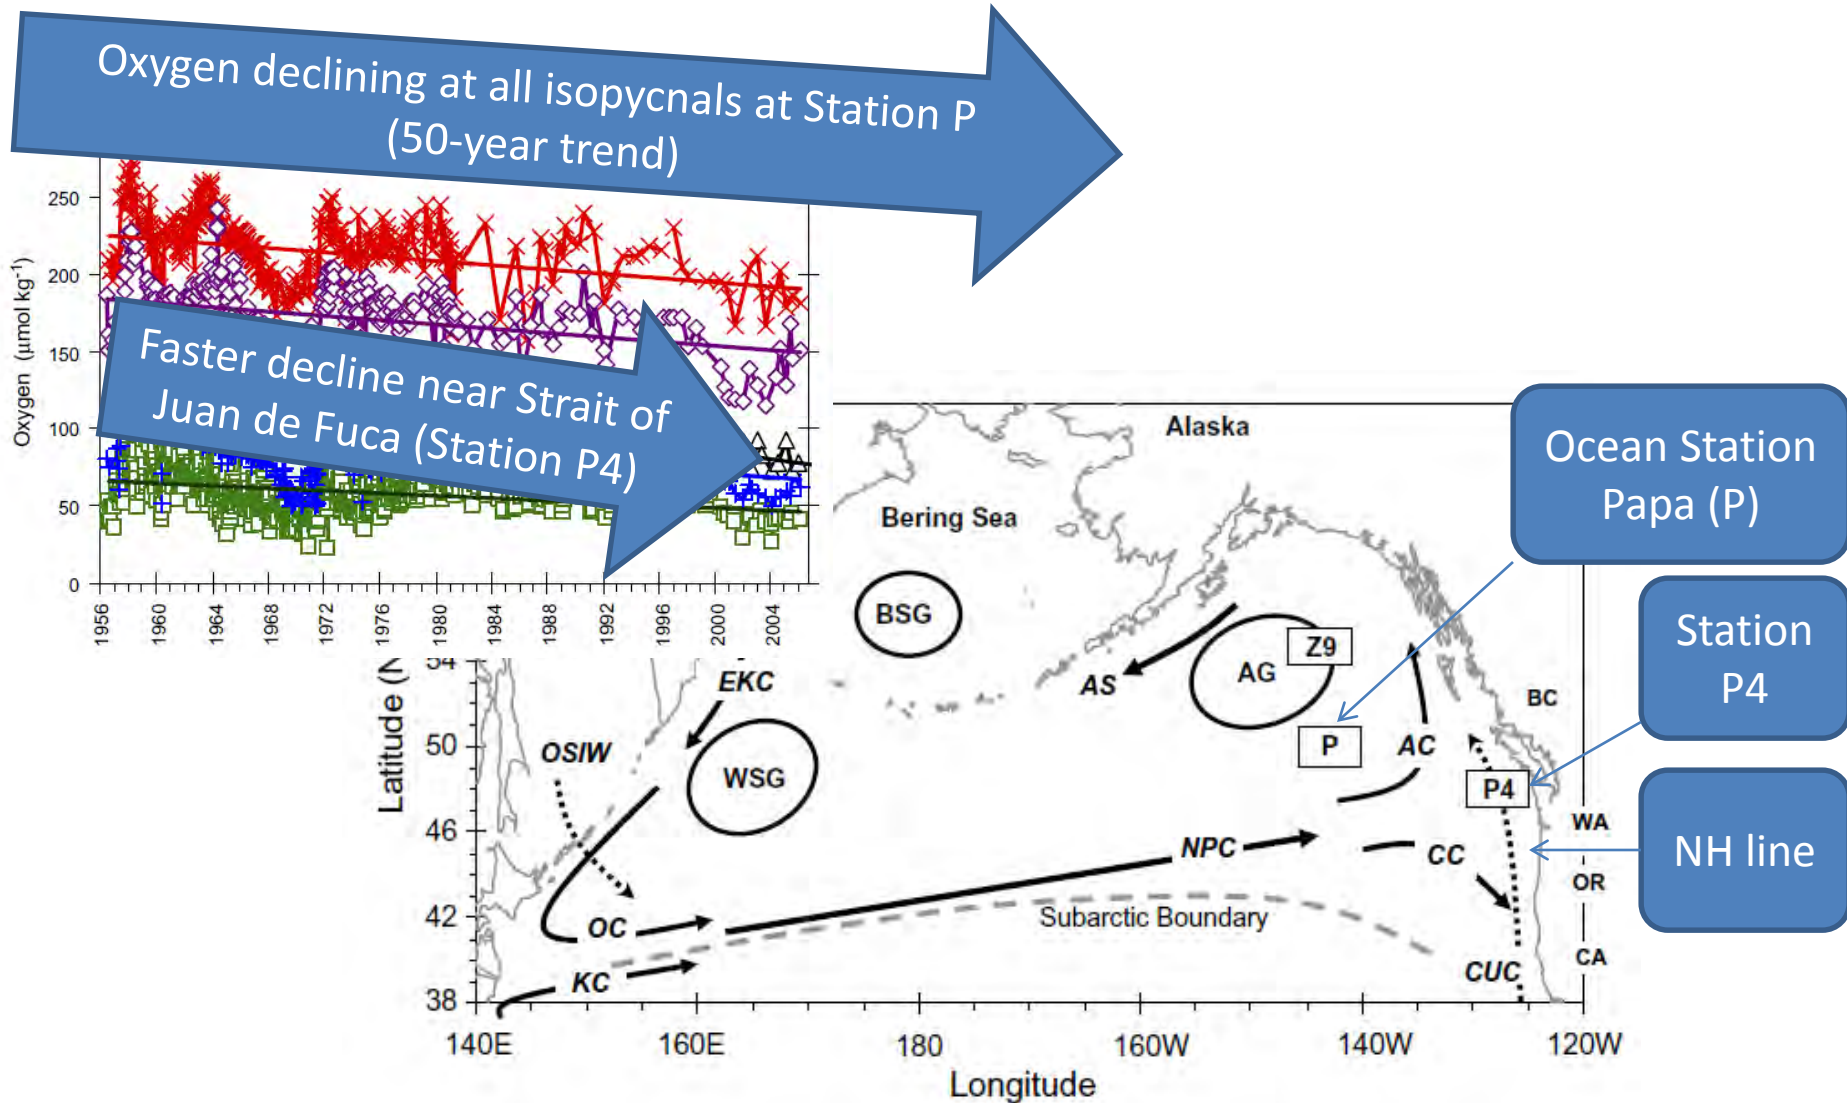 Oxygen declining at all isopycnals at Station P
(50-year trend)
Oxygen (µmol kg⁻¹)
250
200
150
100
50
0
Faster decline near Strait of
Juan de Fuca (Station P4)
1956
1960
1964
1968
1972
1976
1980
1984
1988
1992
1996
2000
2004
Alaska
Bering Sea
BSG
Z9
AG
AS
EKC
BC
OSIW
P
AC
WSG
P4
WA
NPC
CC
OR
Subarctic Boundary
OC
CA
CUC
KC
Latitude (N
54
50
46
42
38
140E
160E
180
160W
140W
120W
Longitude
Ocean Station
Papa (P)
Station
P4
NH line